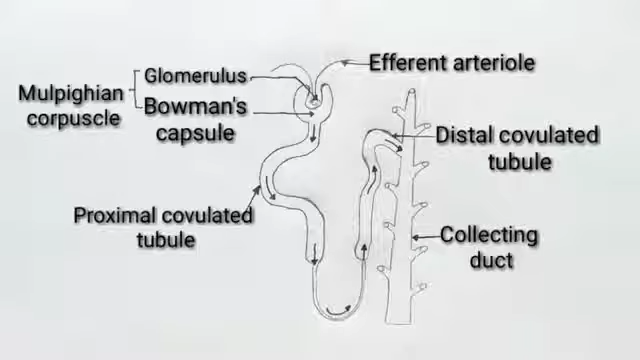 Efferent arteriole
Glomerulus
Mulpighian
corpuscle
Bowman's
capsule
Distal covulated
tubule
Proximal covulated
tubule
Collecting
duct